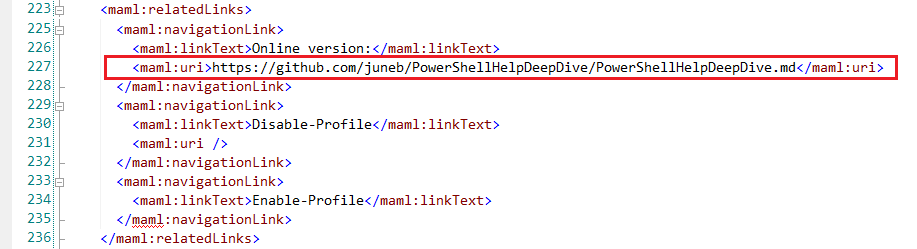 223 <maml:relatedLinks>
225 <maml:navigationLink>
226 <maml:linkText>Online version:</maml:linkText>
227 <maml:uri>https://github.com/juneb/PowerShellHelpDeepDive/PowerShellHelpDeepDive.md</maml:uri>
228 </maml:navigationLink>
229 <maml:navigationLink>
230 <maml:linkText>Disable-Profile</maml:linkText>
231 <maml:uri />
232 </maml:navigationLink>
233 <maml:navigationLink>
234 <maml:linkText>Enable-Profile</maml:linkText>
235 </maml:navigationLink>
236 </maml:relatedLinks>